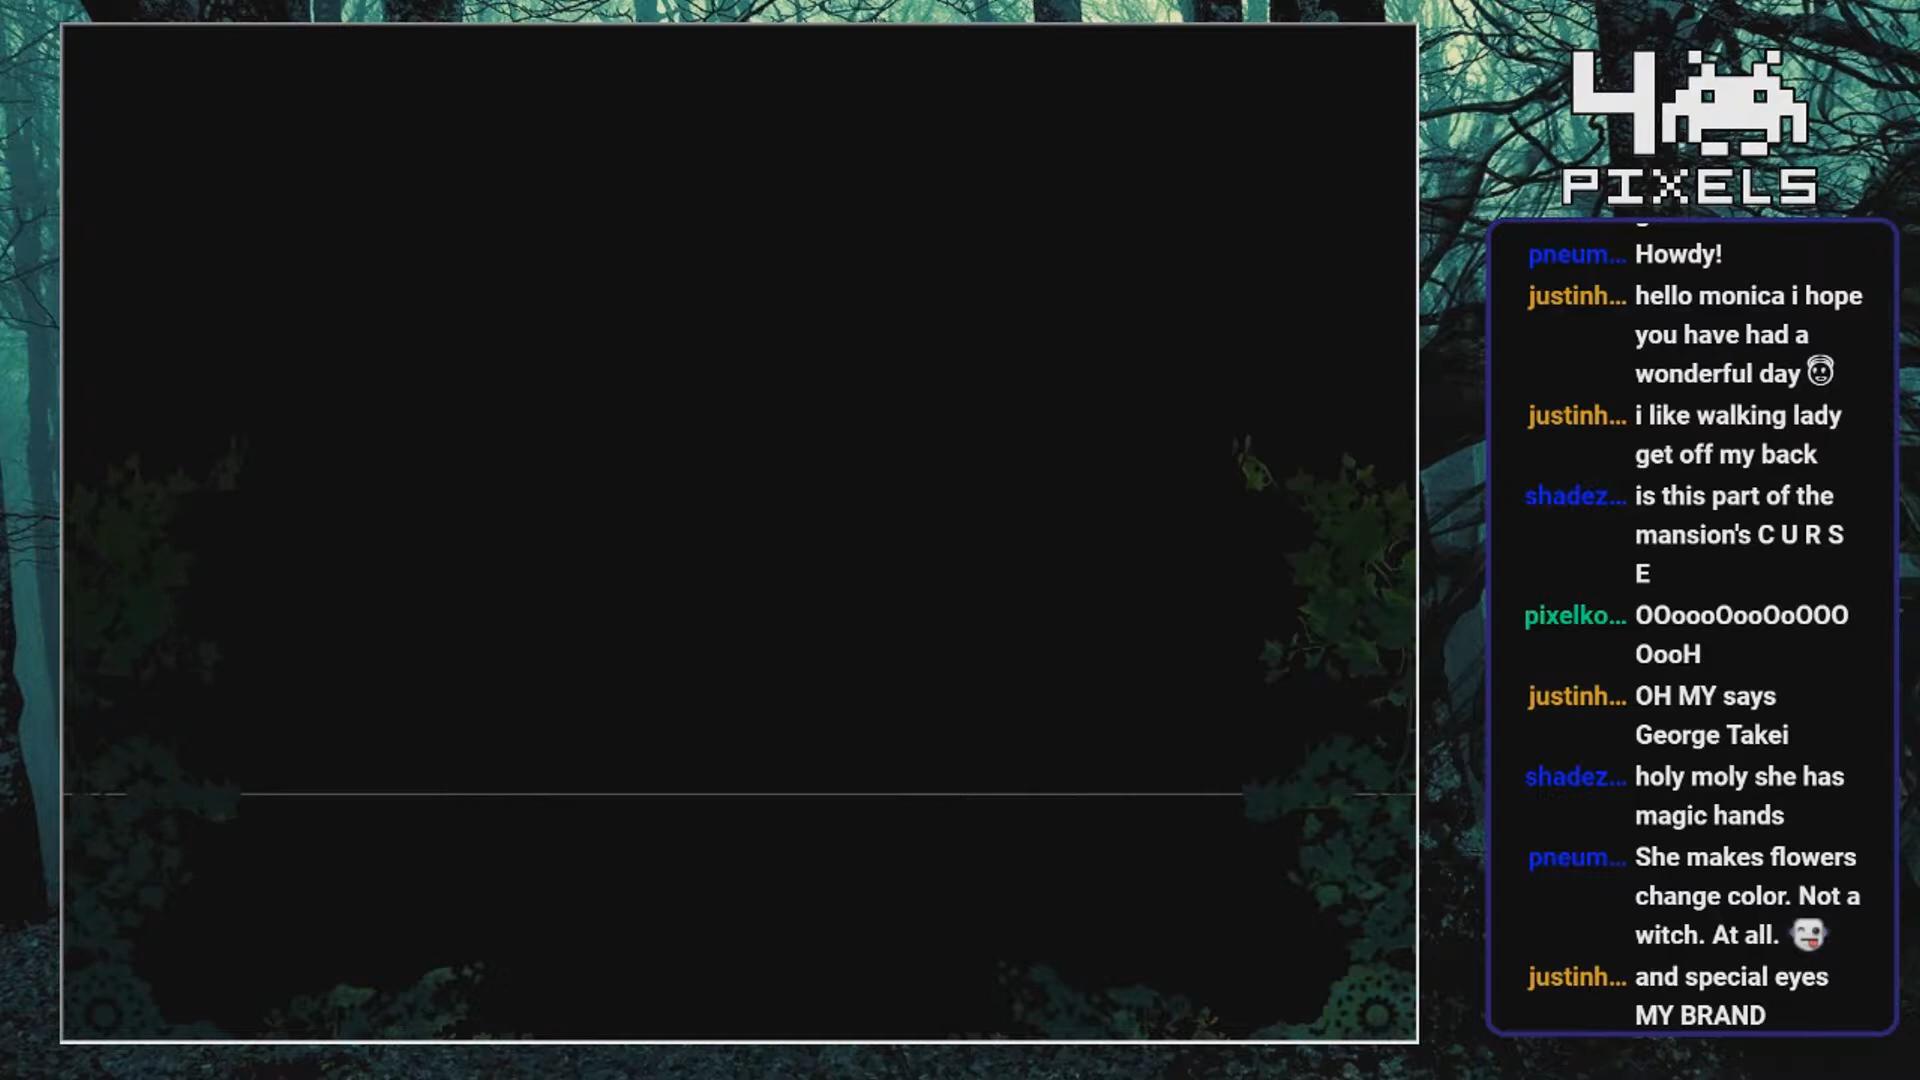 4
PIXELS
pneum... Howdy!
justinh... hello monica i hope
you have had a
wonderful day
justinh... i like walking lady
get off my back
shadez... is this part of the
mansion's C U R S
E
pixelko... OOoooOooOoOOO
OooH
justinh... OH MY says
George Takei
shadez... holy moly she has
magic hands
pneum... She makes flowers
change color. Not a
witch. At all.
justinh... and special eyes
MY BRAND